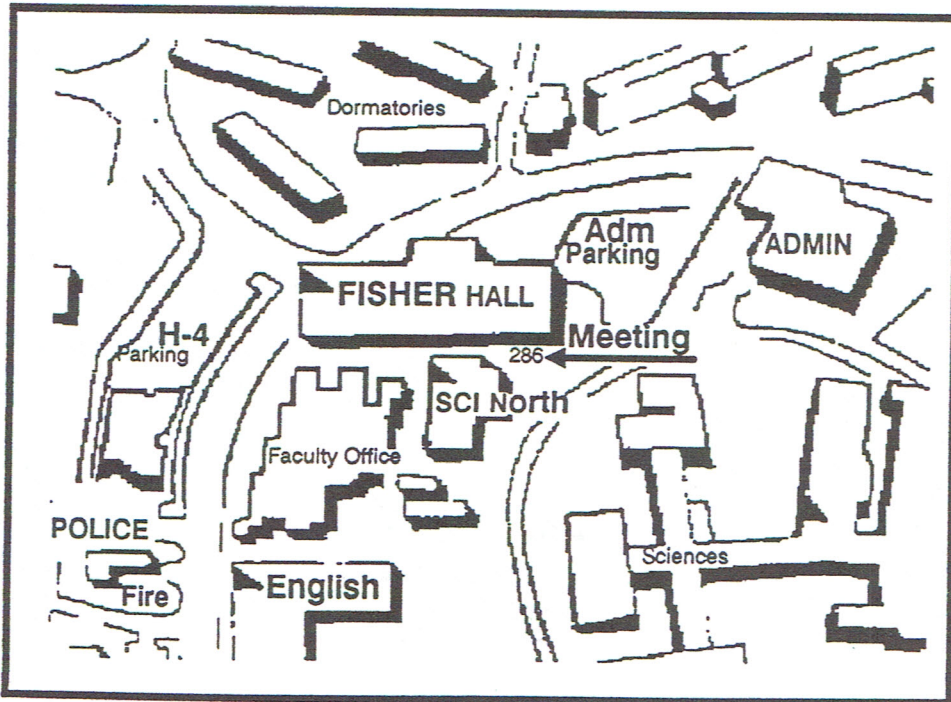 Dormatories
Adm
Parking
ADMIN
FISHER HALL
H-4
Parking
Meeting
286
SCI North
Faculty Office
POLICE
Sciences
Fire
English